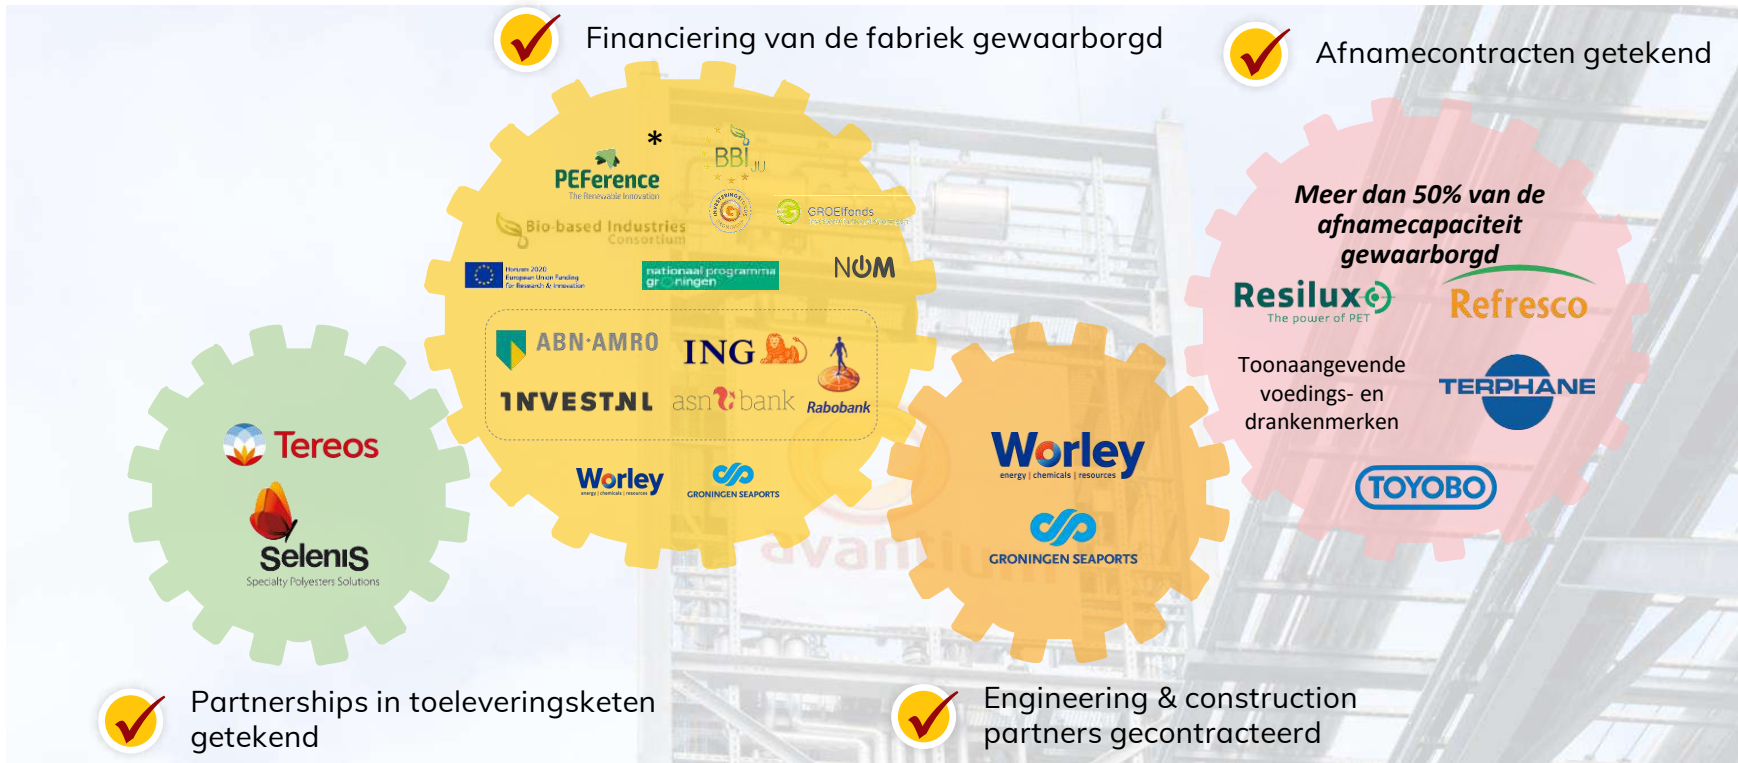 Financiering van de fabriek gewaarborgd
Afnamecontracten getekend
*
PEFerence
The Renewable Innovation
BBI JU
Bio-based Industries
Consortium
GROEIfonds
Horizon 2020
European Union Funding
for Research & Innovation
nationaal programma
groningen
NOM
ABN·AMRO
ING
INVEST.NL
asn bank
Rabobank
Worley
energy | chemicals | resources
GRONINGEN SEAPORTS
Tereos
Selenis
Specialty Polyesters Solutions
Worley
energy | chemicals | resources
GRONINGEN SEAPORTS
avantium
Meer dan 50% van de
afnamecapaciteit
gewaarborgd
Resilux
The power of PET
Refresco
Toonaangevende
voedings- en
drankenmerken
TERPHANE
TOYOBO
Partnerships in toeleveringsketen
getekend
Engineering & construction
partners gecontracteerd